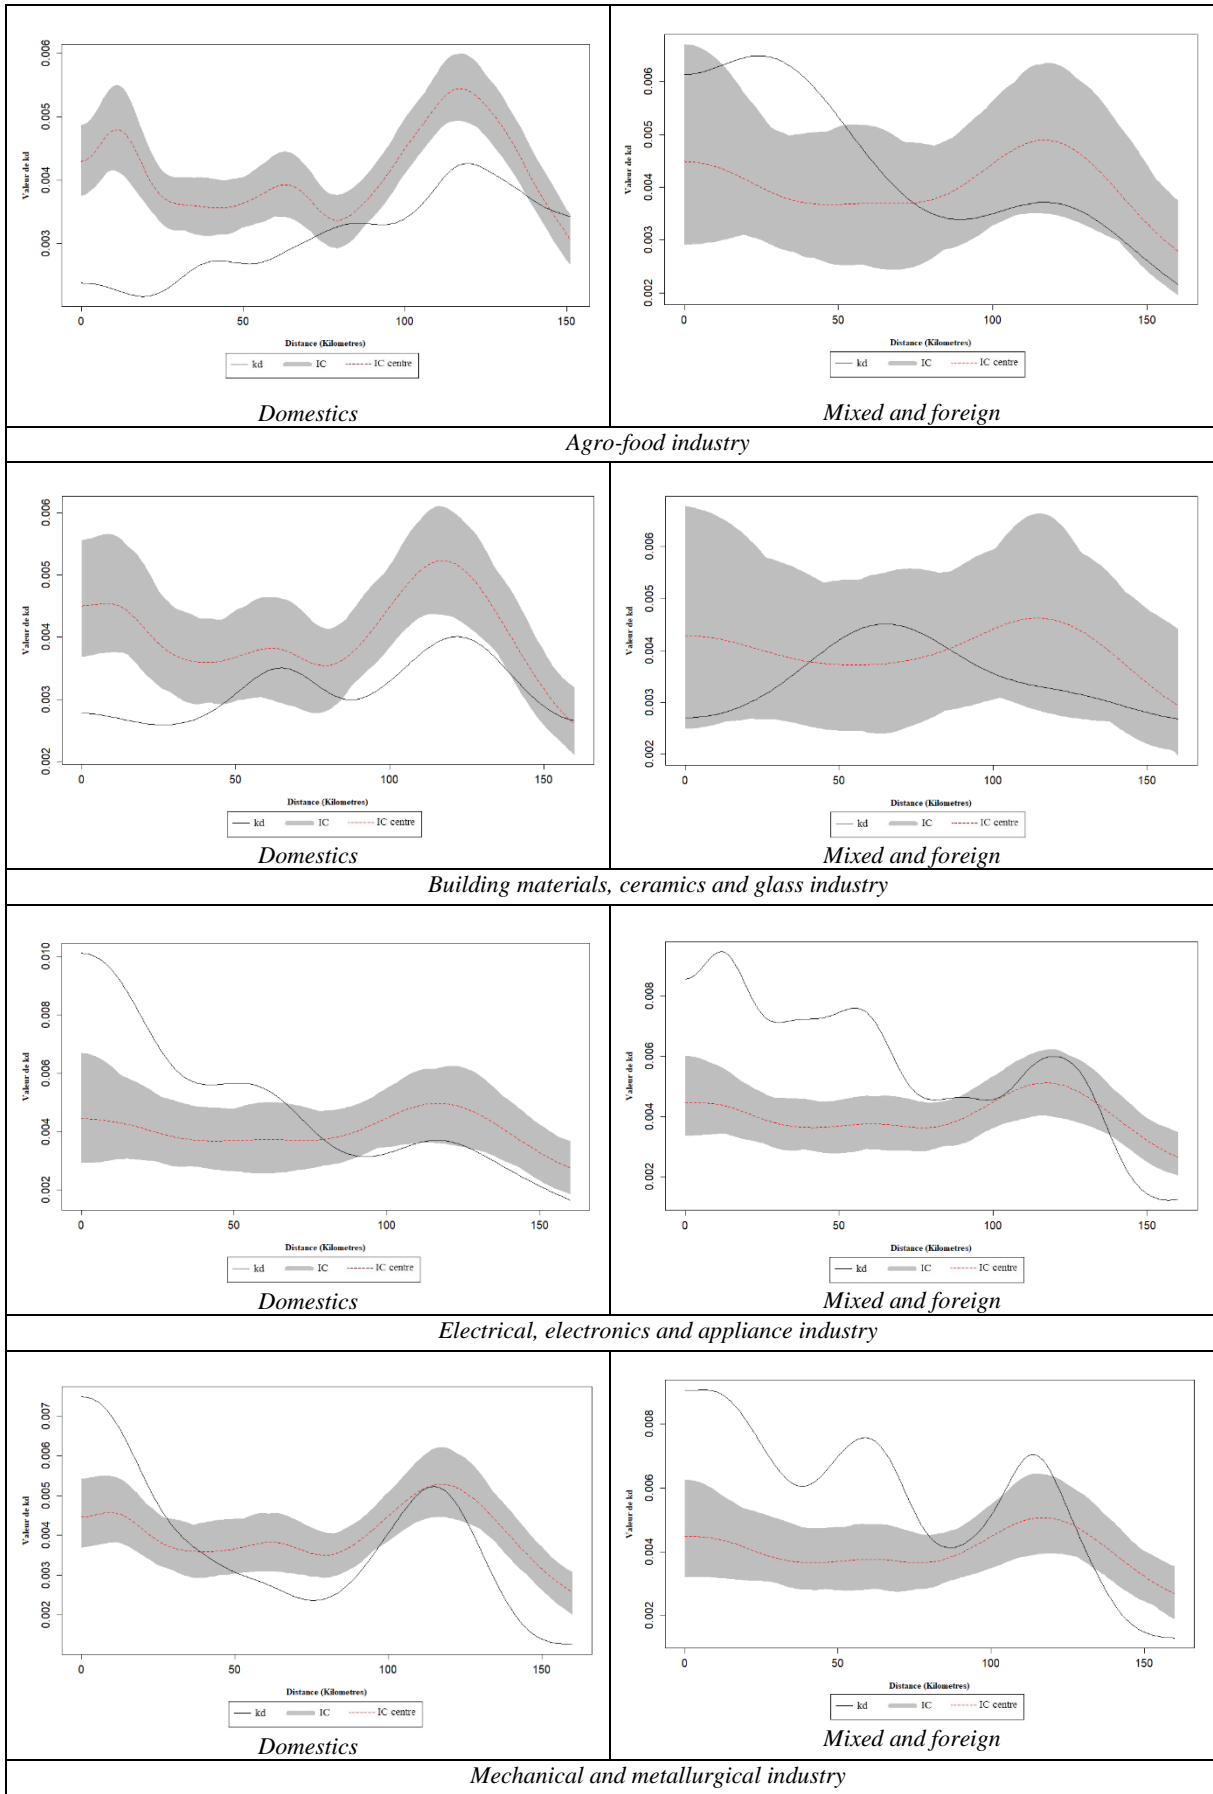 0.006
0.005
0.004
0.003
Valeur de kd
0 50 100 150
Distance (Kilometres)
kd IC IC centre
Domestics
0.006
0.005
0.004
0.003
0.002
Valeur de kd
0 50 100 150
Distance (Kilometres)
kd IC IC centre
Mixed and foreign
Agro-food industry
0.006
0.005
0.004
0.003
0.002
Valeur de kd
0 50 100 150
Distance (Kilometres)
kd IC IC centre
Domestics
0.006
0.005
0.004
0.003
0.002
Valeur de kd
0 50 100 150
Distance (Kilometres)
kd IC IC centre
Mixed and foreign
Building materials, ceramics and glass industry
0.010
0.008
0.006
0.004
0.002
Valeur de kd
0 50 100 150
Distance (Kilometres)
kd IC IC centre
Domestics
0.008
0.006
0.004
0.002
Valeur de kd
0 50 100 150
Distance (Kilometres)
kd IC IC centre
Mixed and foreign
Electrical, electronics and appliance industry
0.007
0.006
0.005
0.004
0.003
0.002
Valeur de kd
0 50 100 150
Distance (Kilometres)
kd IC IC centre
Domestics
0.008
0.006
0.004
0.002
Valeur de kd
0 50 100 150
Distance (Kilometres)
kd IC IC centre
Mixed and foreign
Mechanical and metallurgical industry